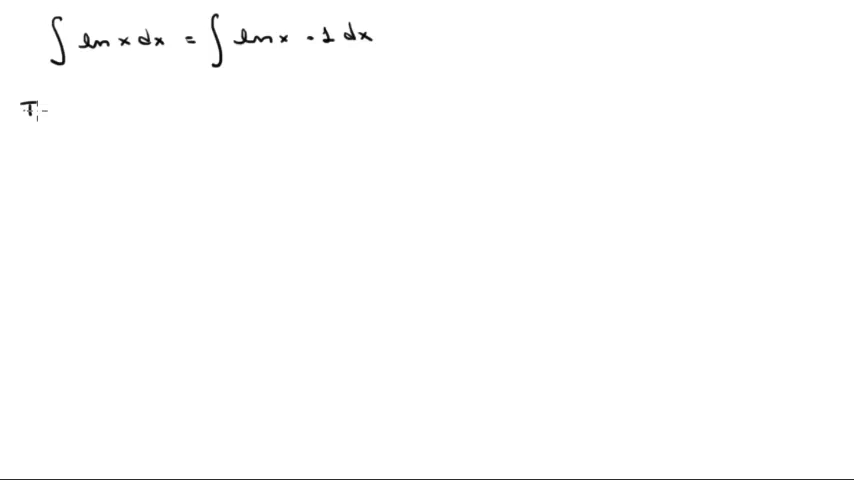 ∫ ln x dx = ∫ ln x · 1 dx
T